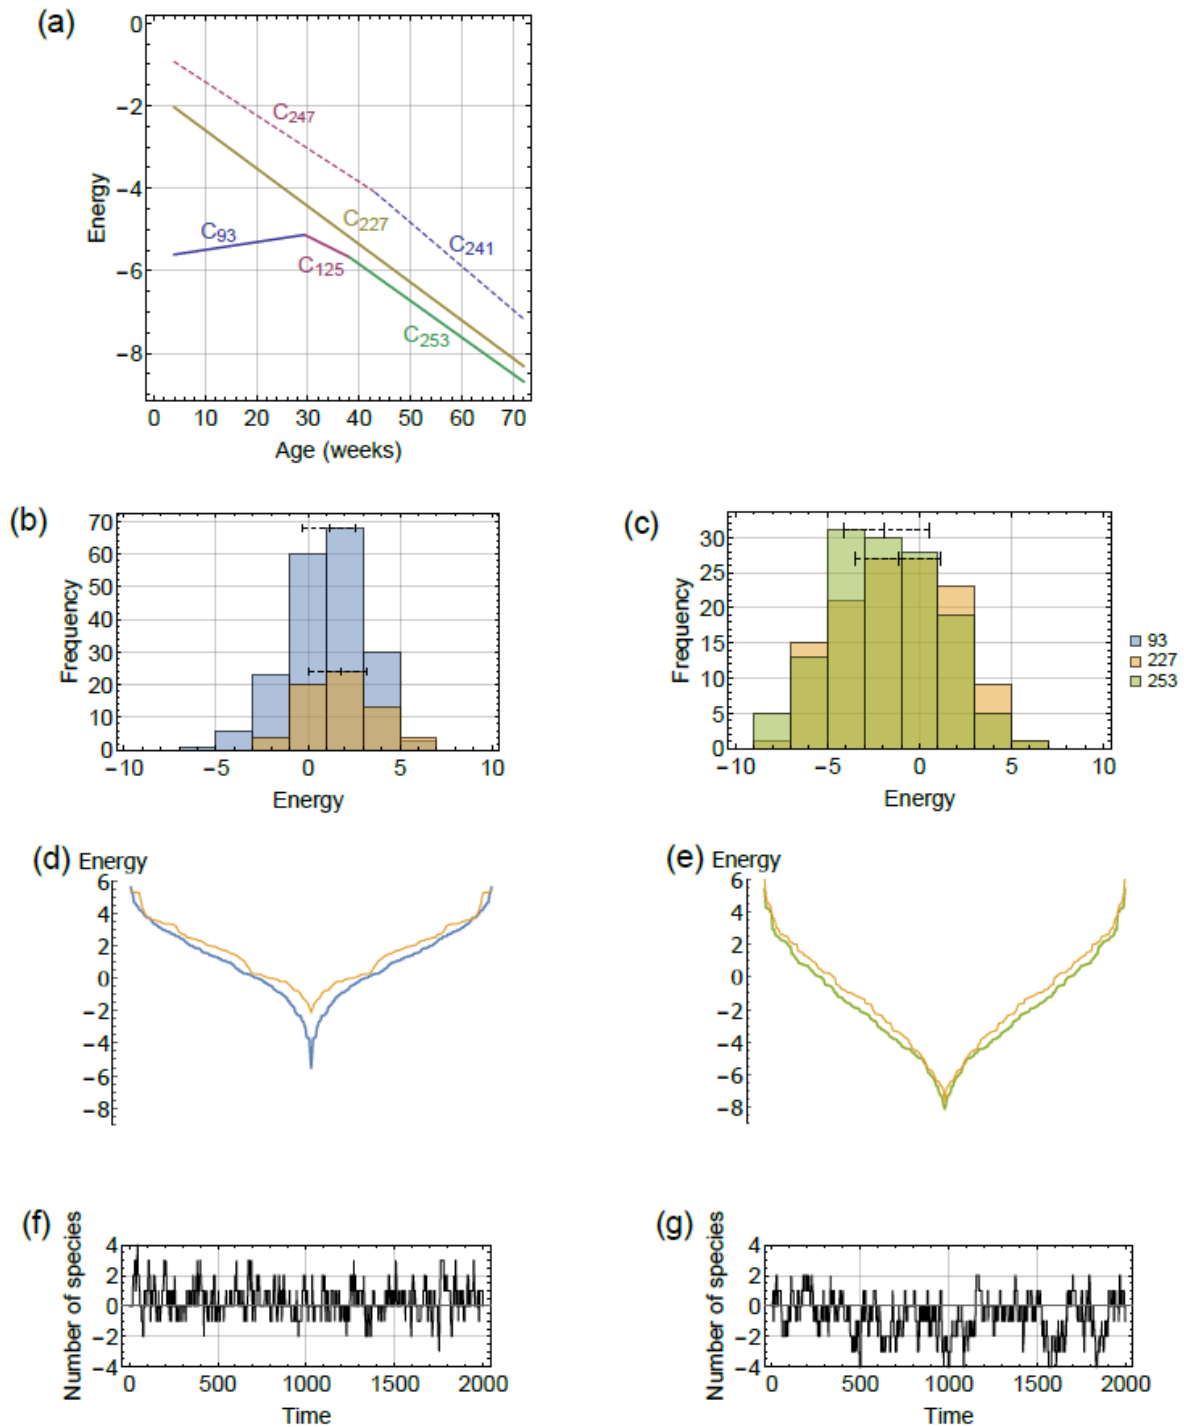 (a)
0
−2
−4
−6
−8
Energy
C247
C227
C93
C241
C125
C253
0 10 20 30 40 50 60 70
Age (weeks)
(b)
70
60
50
40
30
20
10
0
Frequency
−10 −5 0 5 10
Energy
(c)
30
25
20
15
10
5
0
Frequency
−10 −5 0 5 10
Energy
93
227
253
(d) Energy
6
4
2
0
−2
−4
−6
−8
(e) Energy
6
4
2
0
−2
−4
−6
−8
(f)
Number of species
4
2
0
−2
−4
0 500 1000 1500 2000
Time
(g)
Number of species
4
2
0
−2
−4
0 500 1000 1500 2000
Time